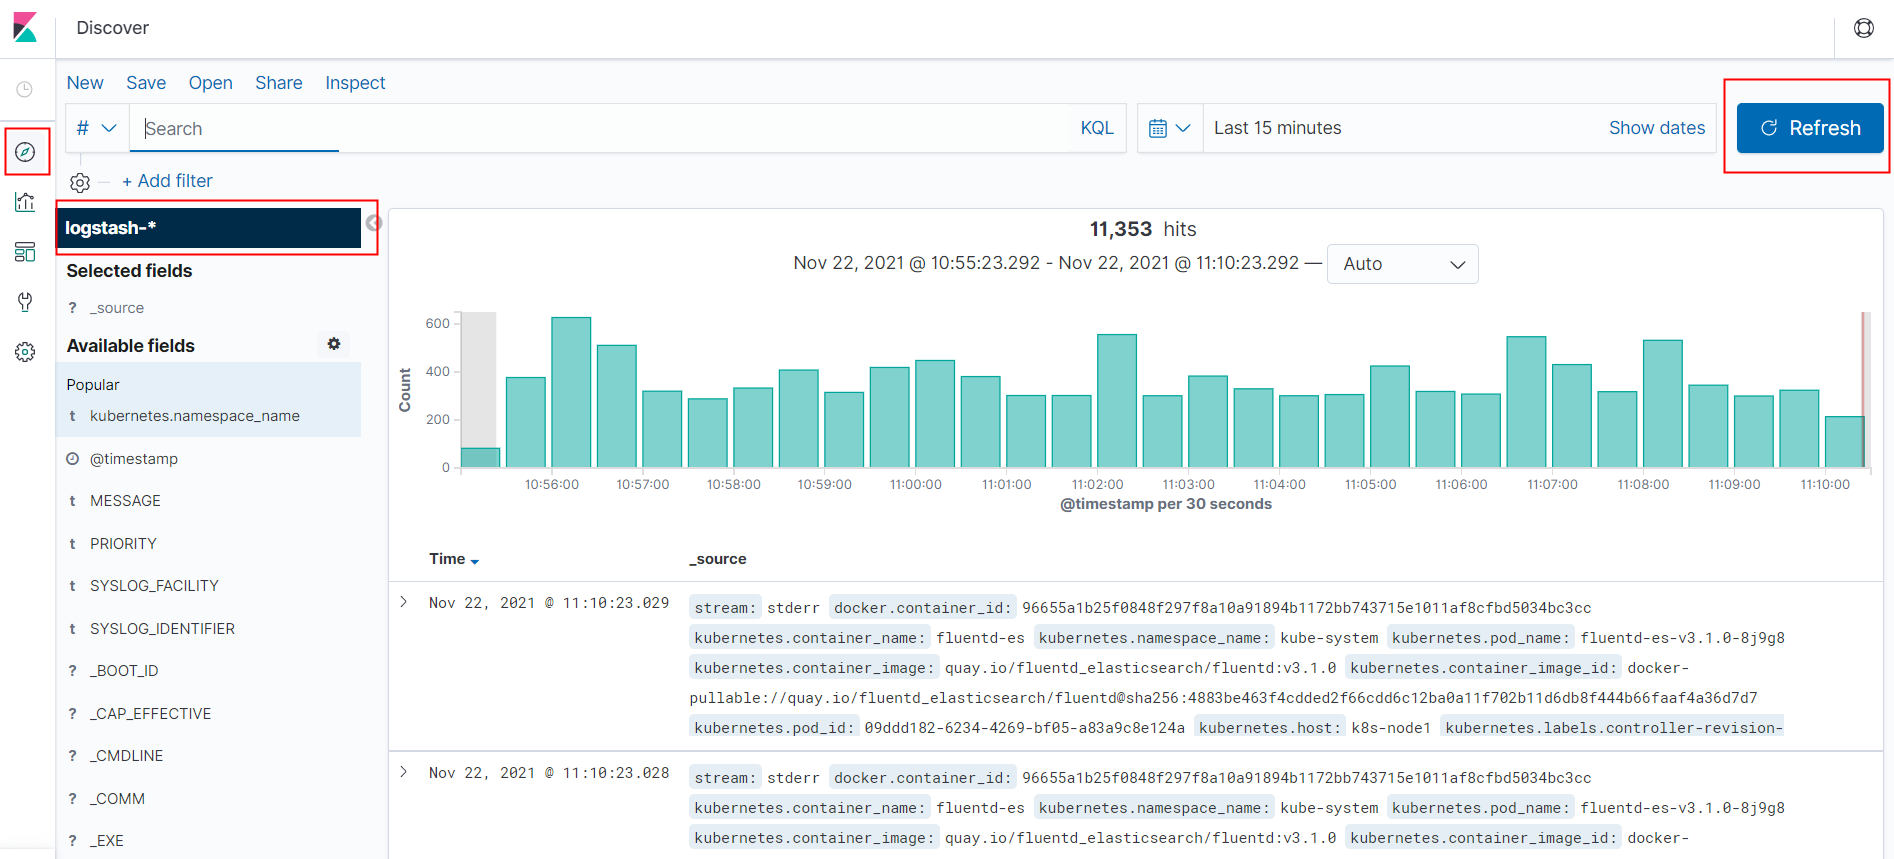 Discover
New Save Open Share Inspect
# Search KQL Last 15 minutes Show dates Refresh
+ Add filter
logstash-*
Selected fields
? _source
Available fields
Popular
t kubernetes.namespace_name
@timestamp
t MESSAGE
t PRIORITY
t SYSLOG_FACILITY
t SYSLOG_IDENTIFIER
? _BOOT_ID
? _CAP_EFFECTIVE
? _CMDLINE
? _COMM
? _EXE
11,353 hits
Nov 22, 2021 @ 10:55:23.292 - Nov 22, 2021 @ 11:10:23.292 — Auto
Count
600
400
200
0
10:56:00 10:57:00 10:58:00 10:59:00 11:00:00 11:01:00 11:02:00 11:03:00 11:04:00 11:05:00 11:06:00 11:07:00 11:08:00 11:09:00 11:10:00
@timestamp per 30 seconds
Time _source
Nov 22, 2021 @ 11:10:23.029 stream: stderr docker.container_id: 96655a1b25f0848f297f8a10a91894b1172bb743715e1011af8cfbd5034bc3cc
kubernetes.container_name: fluentd-es kubernetes.namespace_name: kube-system kubernetes.pod_name: fluentd-es-v3.1.0-8j9g8
kubernetes.container_image: quay.io/fluentd_elasticsearch/fluentd:v3.1.0 kubernetes.container_image_id: docker-
pullable://quay.io/fluentd_elasticsearch/fluentd@sha256:4883be463f4cdded2f66cdd6c12ba0a11f702b11d6db8f444b66faaf4a36d7d7
kubernetes.pod_id: 09ddd182-6234-4269-bf05-a83a9c8e124a kubernetes.host: k8s-node1 kubernetes.labels.controller-revision-
Nov 22, 2021 @ 11:10:23.028 stream: stderr docker.container_id: 96655a1b25f0848f297f8a10a91894b1172bb743715e1011af8cfbd5034bc3cc
kubernetes.container_name: fluentd-es kubernetes.namespace_name: kube-system kubernetes.pod_name: fluentd-es-v3.1.0-8j9g8
kubernetes.container_image: quay.io/fluentd_elasticsearch/fluentd:v3.1.0 kubernetes.container_image_id: docker-